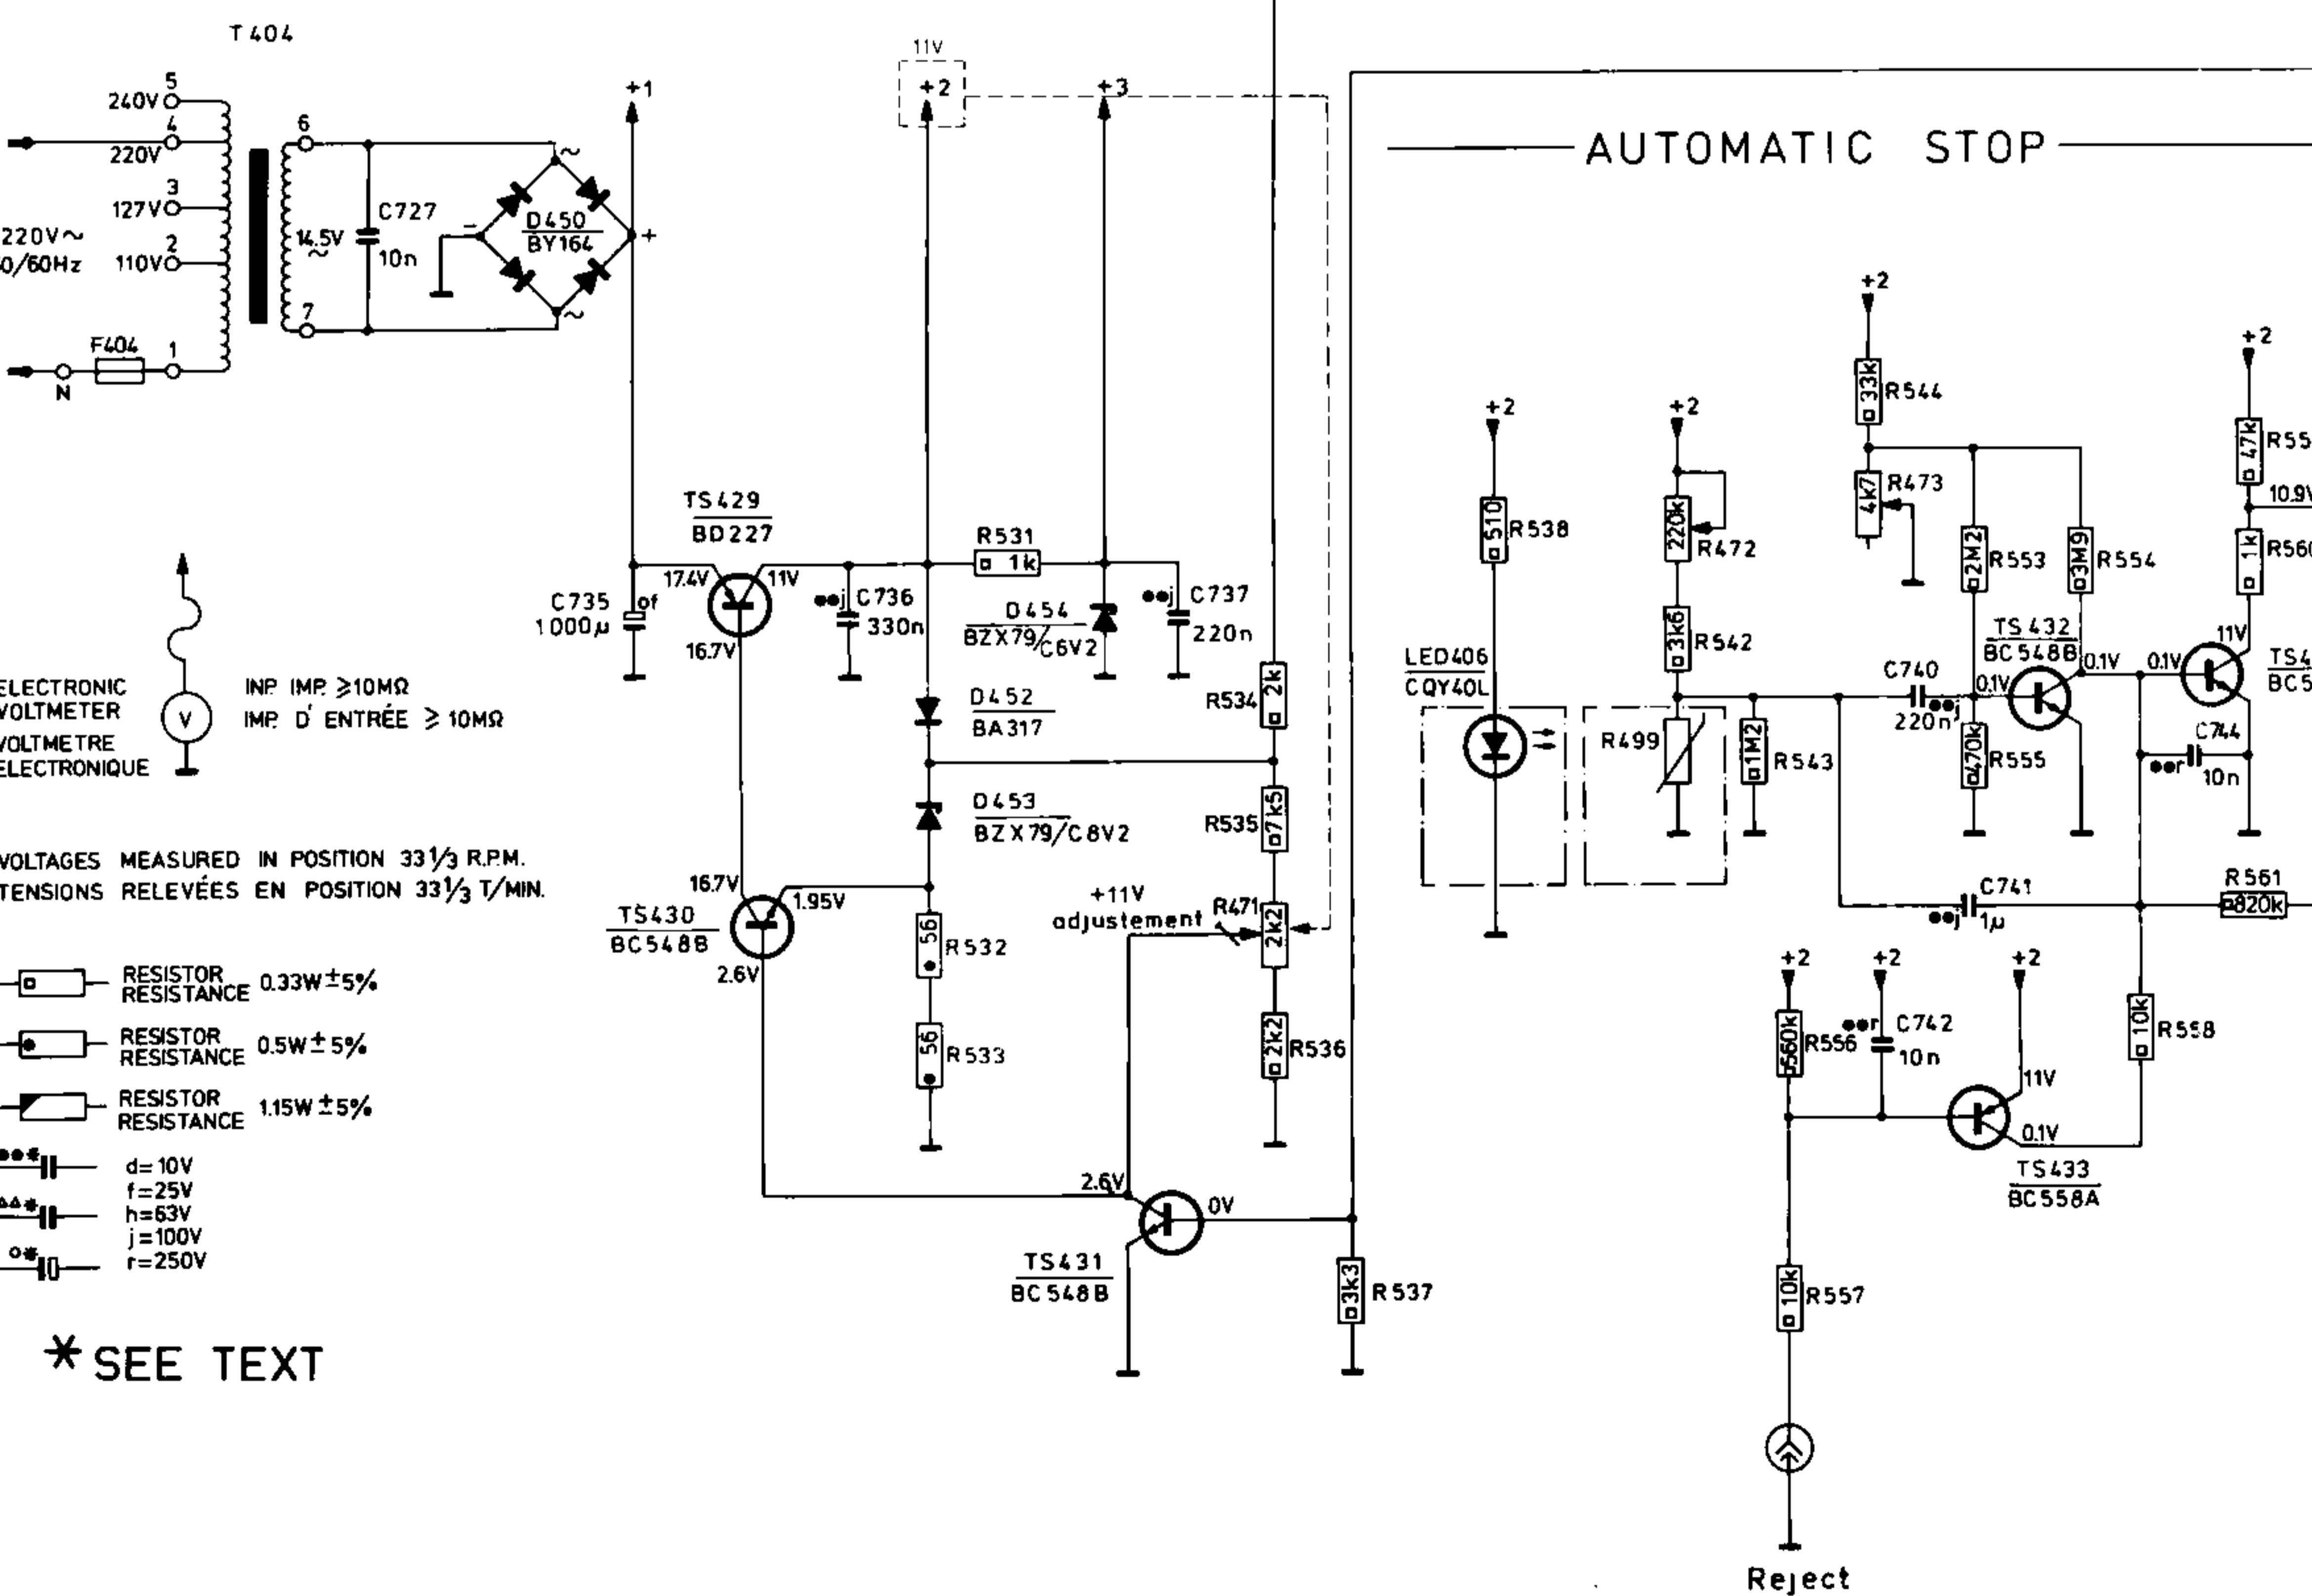 T404
5
240V
4
220V
3
127V
2
110V
220V~
0/60Hz
F404
1
N
6
14.5V
~
7
C727
10n
~
D450
BY164
-
+
~
+1
11V
+2
+3
AUTOMATIC STOP
TS429
BD227
17.4V
11V
16.7V
C735
1000µ
of
C736
330n
j
R531
1k
D454
BZX79/C6V2
C737
220n
j
D452
BA317
D453
BZX79/C8V2
R534
2k
R535
7k5
+11V
adjustement
R471
2k2
R536
2k2
16.7V
1.95V
TS430
BC548B
2.6V
56
R532
56
R533
2.6V
0V
TS431
BC548B
3k3
R537
ELECTRONIC
VOLTMETER
VOLTMETRE
ELECTRONIQUE
V
INP. IMP. ≥10MΩ
IMP. D'ENTRÉE ≥ 10MΩ
VOLTAGES MEASURED IN POSITION 33 1/3 R.P.M.
TENSIONS RELEVÉES EN POSITION 33 1/3 T/MIN.
RESISTOR
RESISTANCE
0.33W±5%
RESISTOR
RESISTANCE
0.5W±5%
RESISTOR
RESISTANCE
1.15W±5%
d=10V
f=25V
h=63V
j=100V
r=250V
* SEE TEXT
+2
510
R538
LED406
CQY40L
+2
220k
R472
3k6
R542
R499
1M2
R543
+2
33k
R544
4k7
R473
2M2
R553
3M9
R554
TS432
BC548B
C740
220n
j
0.1V
0.1V
0.1V
470k
R555
+2
47k
R55
10.9V
1k
R560
11V
TS4
BC5
C744
10n
r
C741
1µ
j
R561
820k
+2
+2
+2
560k
R556
C742
10n
r
10k
R558
11V
0.1V
TS433
BC558A
10k
R557
Reject